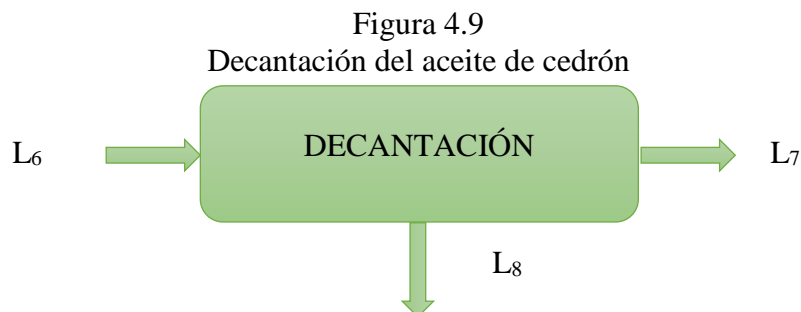 Figura 4.9
Decantación del aceite de cedrón
L₆ DECANTACIÓN L₇
L₈